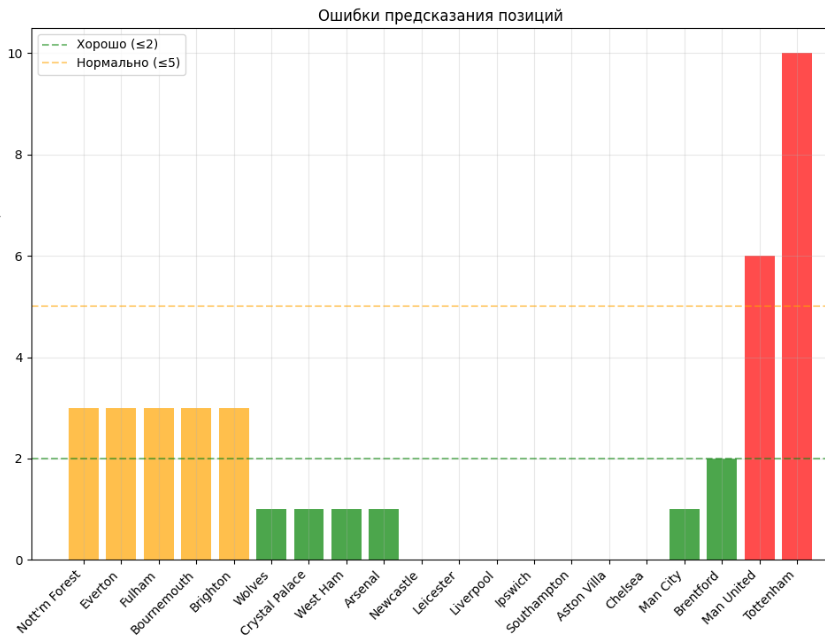 Ошибки предсказания позиций
Хорошо (≤2)
Нормально (≤5)
10
8
6
4
2
0
Nott'm Forest
Everton
Fulham
Bournemouth
Brighton
Wolves
Crystal Palace
West Ham
Arsenal
Newcastle
Leicester
Liverpool
Ipswich
Southampton
Aston Villa
Chelsea
Man City
Brentford
Man United
Tottenham